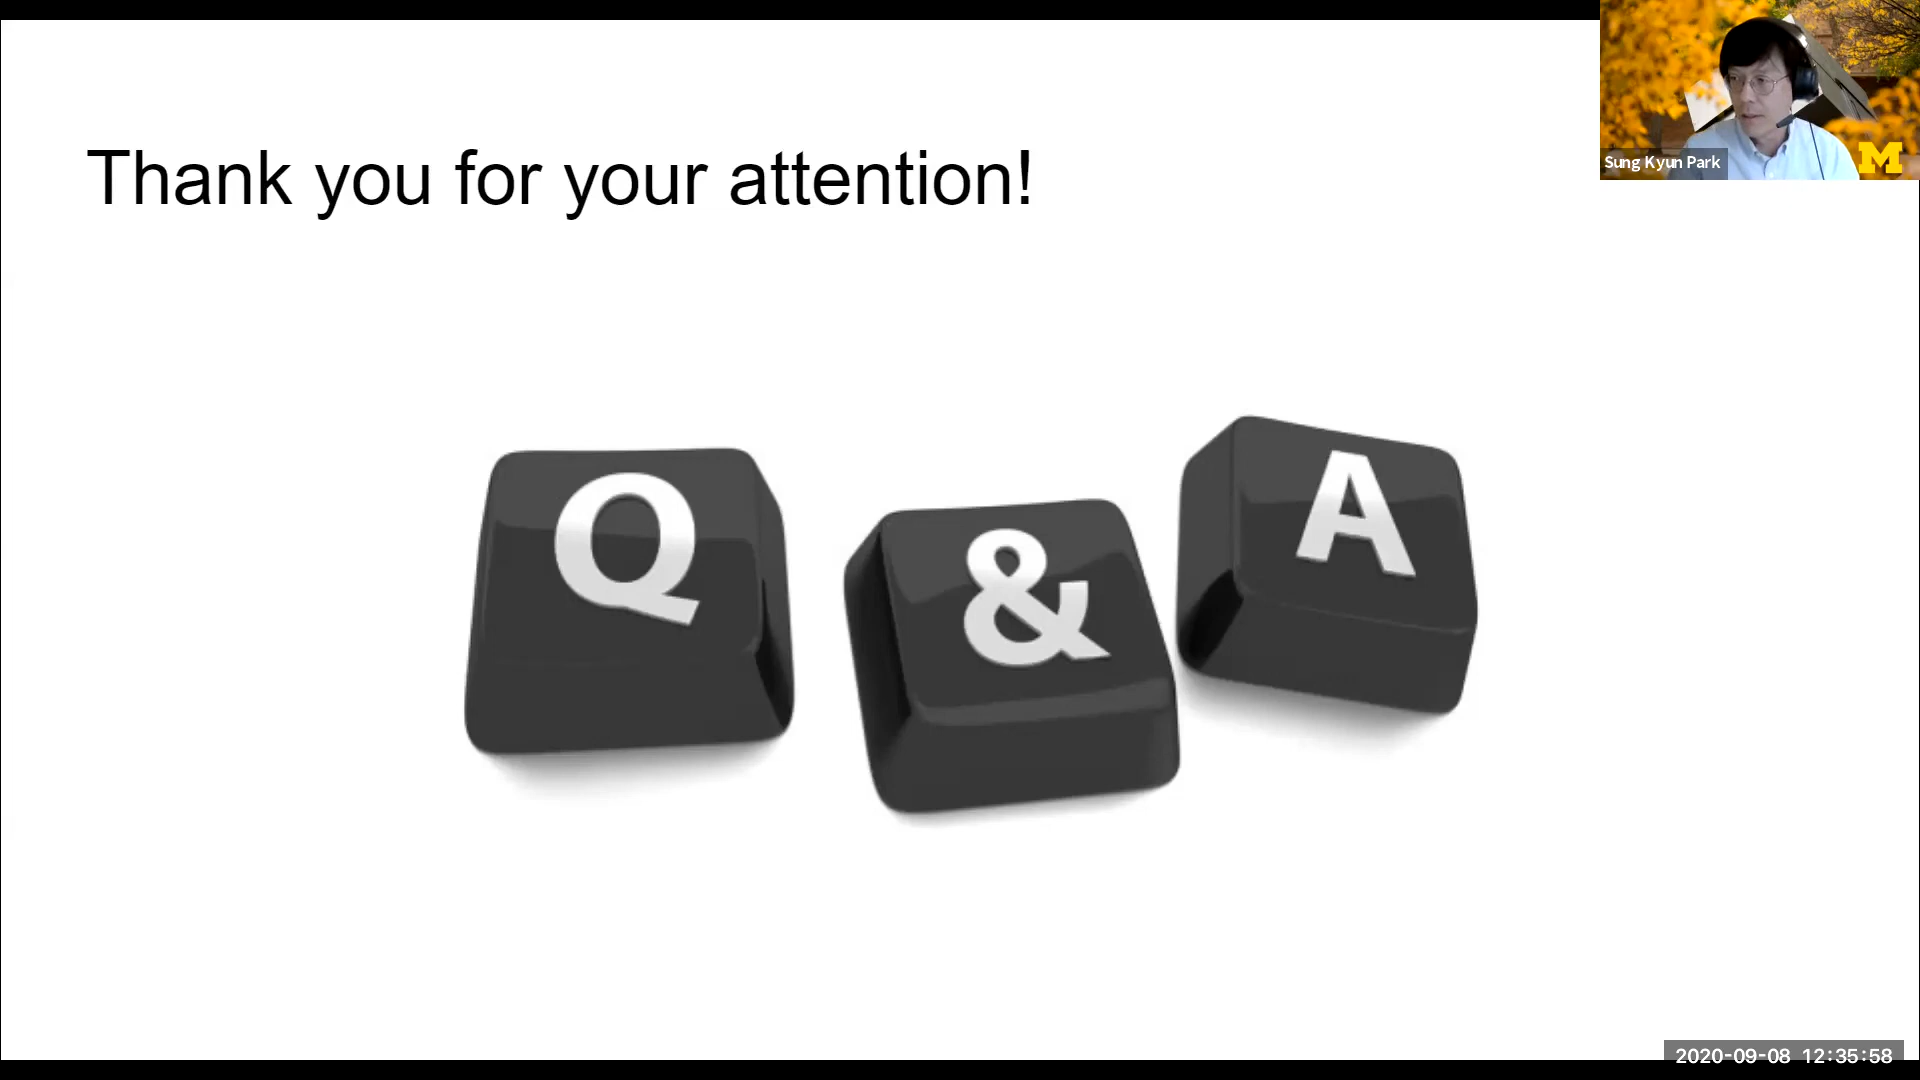 Thank you for your attention!
Sung Kyun Park
M
Q & A
2020-09-08 12:35:58